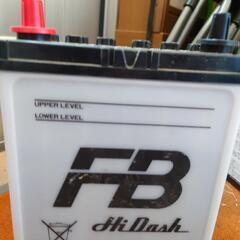 UPPER LEVEL
LOWER LEVEL
FB
Hi Dash